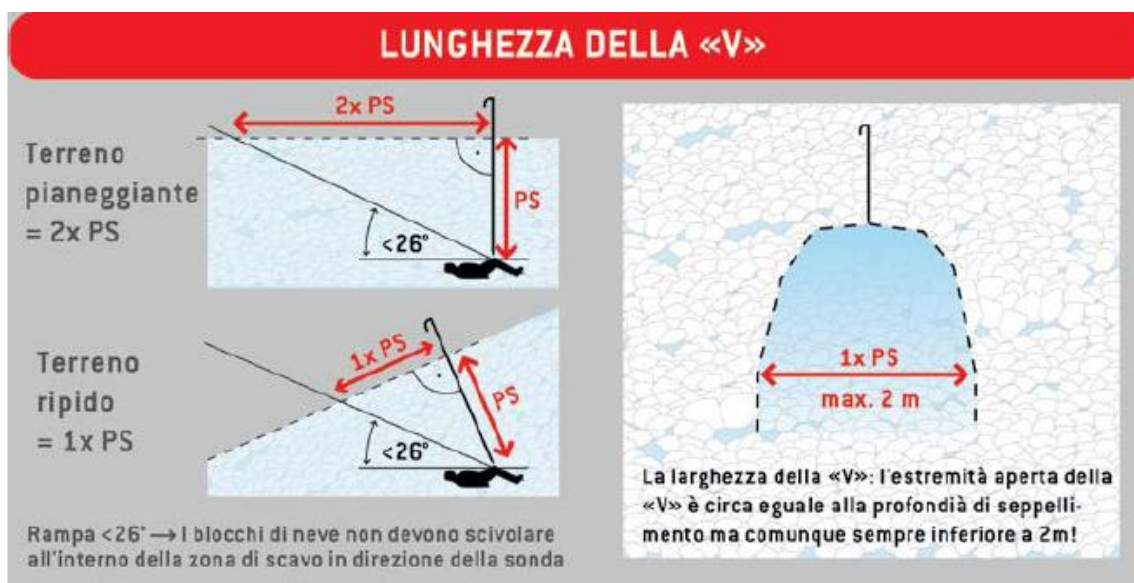 LUNGHEZZA DELLA «V»
Terreno
pianeggiante
= 2x PS
2x PS
PS
<26°
Terreno
ripido
= 1x PS
1x PS
PS
<26°
Rampa <26° → I blocchi di neve non devono scivolare
all'interno della zona di scavo in direzione della sonda
1x PS
max. 2 m
La larghezza della «V»: l'estremità aperta della
«V» è circa eguale alla profondià di seppelli-
mento ma comunque sempre inferiore a 2m!